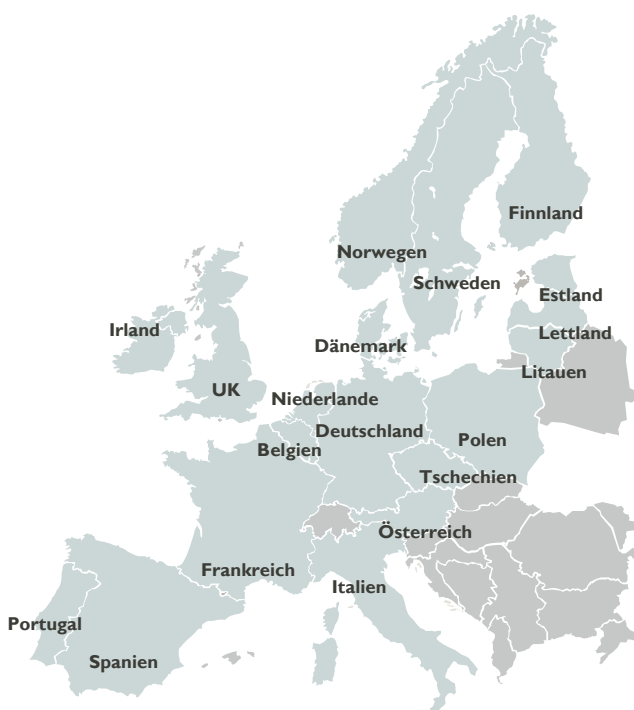 Finnland
Norwegen
Schweden
Estland
Irland
Lettland
Dänemark
Litauen
UK
Niederlande
Deutschland
Polen
Belgien
Tschechien
Österreich
Frankreich
Italien
Portugal
Spanien